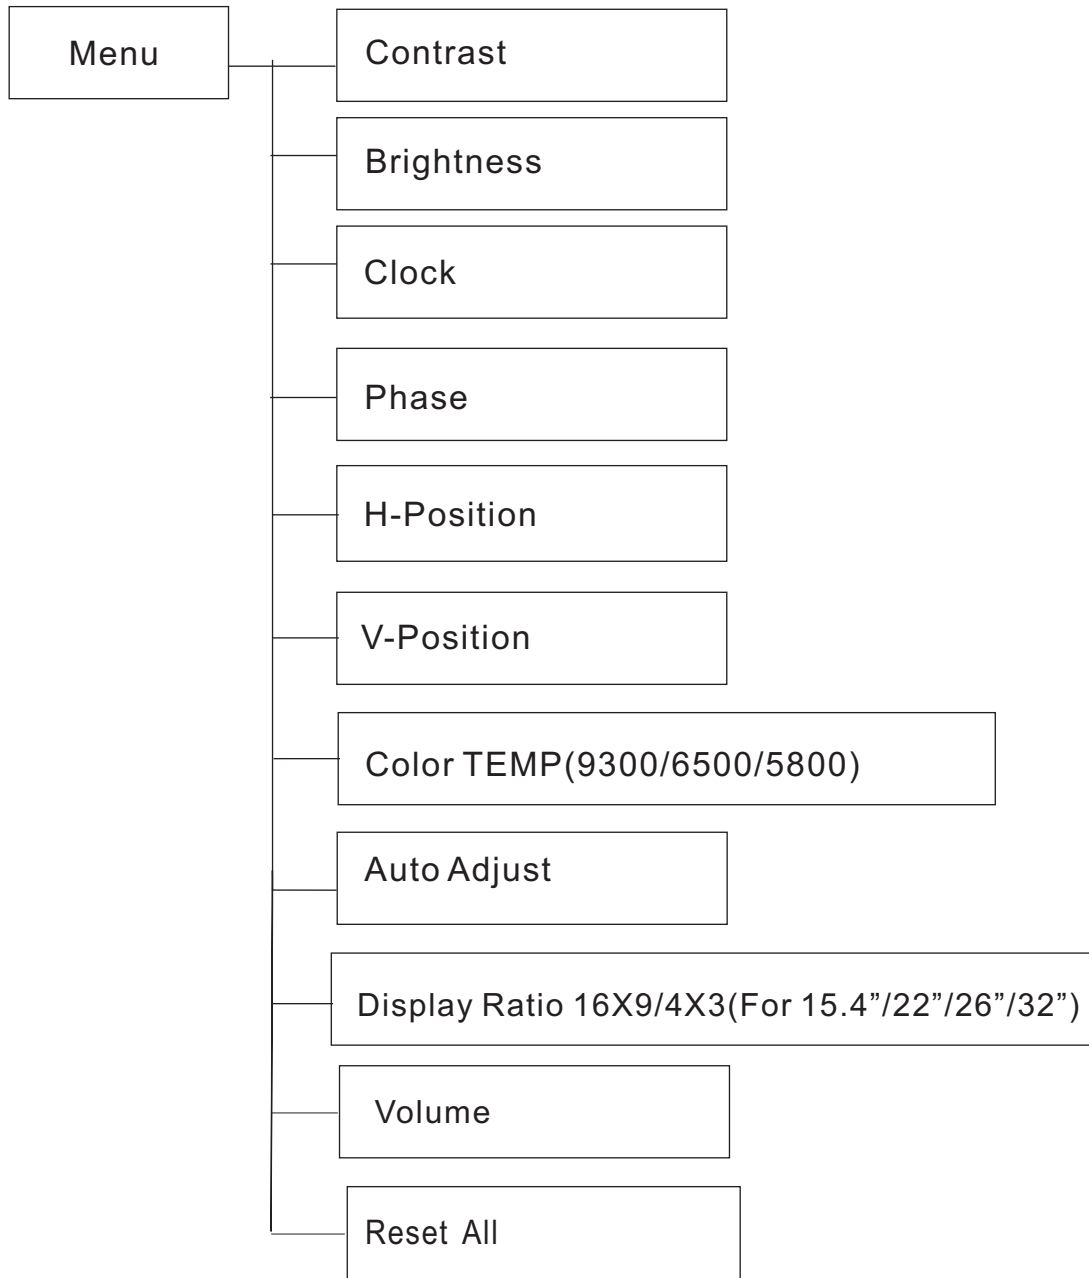 Menu
Contrast
Brightness
Clock
Phase
H-Position
V-Position
Color TEMP(9300/6500/5800)
Auto Adjust
Display Ratio 16X9/4X3(For 15.4”/22”/26”/32”)
Volume
Reset All